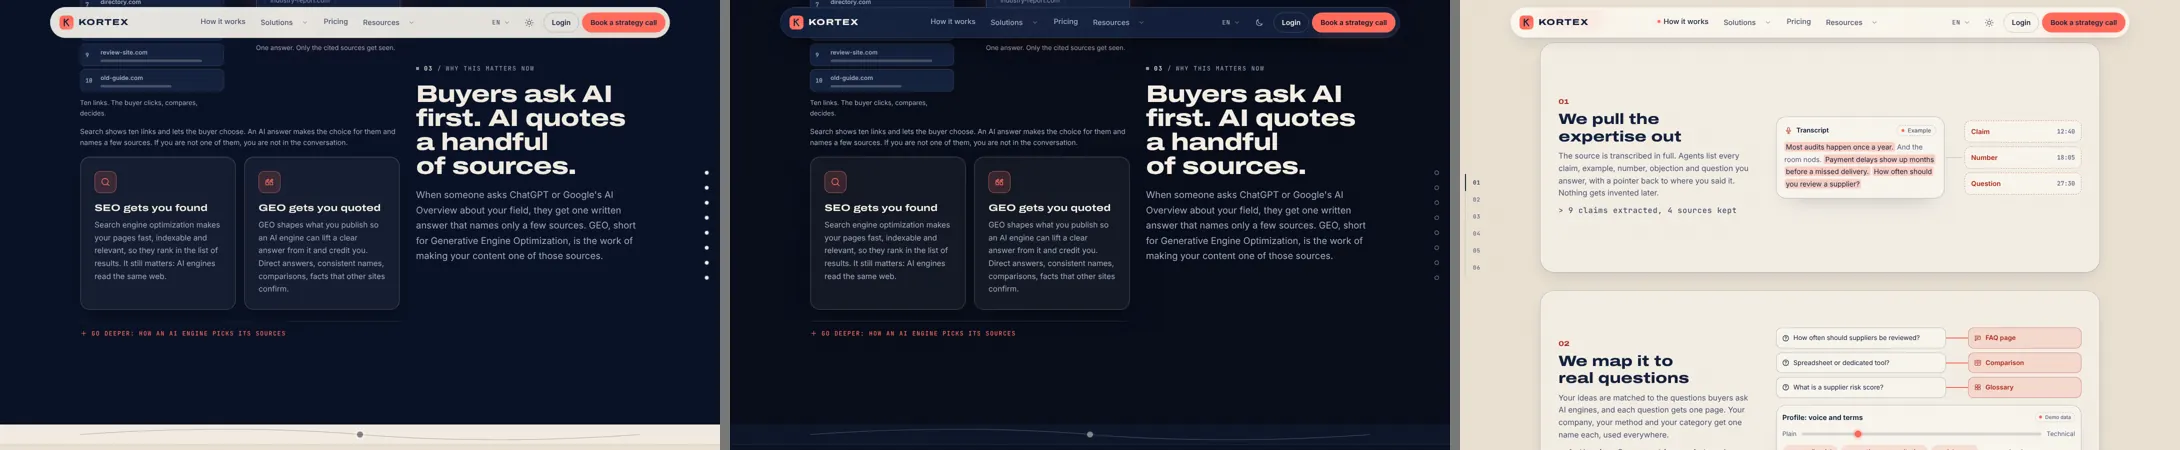 directory.com
industry-report.com
KORTEX
How it works
Solutions
Pricing
Resources
EN
Login
Book a strategy call
9
review-site.com
10
old-guide.com
One answer. Only the cited sources get seen.
Ten links. The buyer clicks, compares,
decides.
Search shows ten links and lets the buyer choose. An AI answer makes the choice for them and
names a few sources. If you are not one of them, you are not in the conversation.
SEO gets you found
Search engine optimization makes
your pages fast, indexable and
relevant, so they rank in the list of
results. It still matters: AI engines
read the same web.
GEO gets you quoted
GEO shapes what you publish so
an AI engine can lift a clear
answer from it and credit you.
Direct answers, consistent names,
comparisons, facts that other sites
confirm.
+ GO DEEPER: HOW AN AI ENGINE PICKS ITS SOURCES
03 / WHY THIS MATTERS NOW
Buyers ask AI
first. AI quotes
a handful
of sources.
When someone asks ChatGPT or Google's AI
Overview about your field, they get one written
answer that names only a few sources. GEO, short
for Generative Engine Optimization, is the work of
making your content one of those sources.
KORTEX
How it works
Solutions
Pricing
Resources
EN
Login
Book a strategy call
9
review-site.com
10
old-guide.com
One answer. Only the cited sources get seen.
Ten links. The buyer clicks, compares,
decides.
Search shows ten links and lets the buyer choose. An AI answer makes the choice for them and
names a few sources. If you are not one of them, you are not in the conversation.
SEO gets you found
Search engine optimization makes
your pages fast, indexable and
relevant, so they rank in the list of
results. It still matters: AI engines
read the same web.
GEO gets you quoted
GEO shapes what you publish so
an AI engine can lift a clear
answer from it and credit you.
Direct answers, consistent names,
comparisons, facts that other sites
confirm.
+ GO DEEPER: HOW AN AI ENGINE PICKS ITS SOURCES
03 / WHY THIS MATTERS NOW
Buyers ask AI
first. AI quotes
a handful
of sources.
When someone asks ChatGPT or Google's AI
Overview about your field, they get one written
answer that names only a few sources. GEO, short
for Generative Engine Optimization, is the work of
making your content one of those sources.
KORTEX
How it works
Solutions
Pricing
Resources
EN
Login
Book a strategy call
01
02
03
04
05
06
01
We pull the
expertise out
The source is transcribed in full. Agents list every
claim, example, number, objection and question you
answer, with a pointer back to where you said it.
Nothing gets invented later.
> 9 claims extracted, 4 sources kept
Transcript
Example
Most audits happen once a year. And the
room nods. Payment delays show up months
before a missed delivery. How often should
you review a supplier?
Claim
12:40
Number
18:05
Question
27:30
02
We map it to
real questions
Your ideas are matched to the questions buyers ask
AI engines, and each question gets one page. Your
company, your method and your category get one
name each, used everywhere.
How often should suppliers be reviewed?
FAQ page
Spreadsheet or dedicated tool?
Comparison
What is a supplier risk score?
Glossary
Profile: voice and terms
Demo data
Plain
Technical